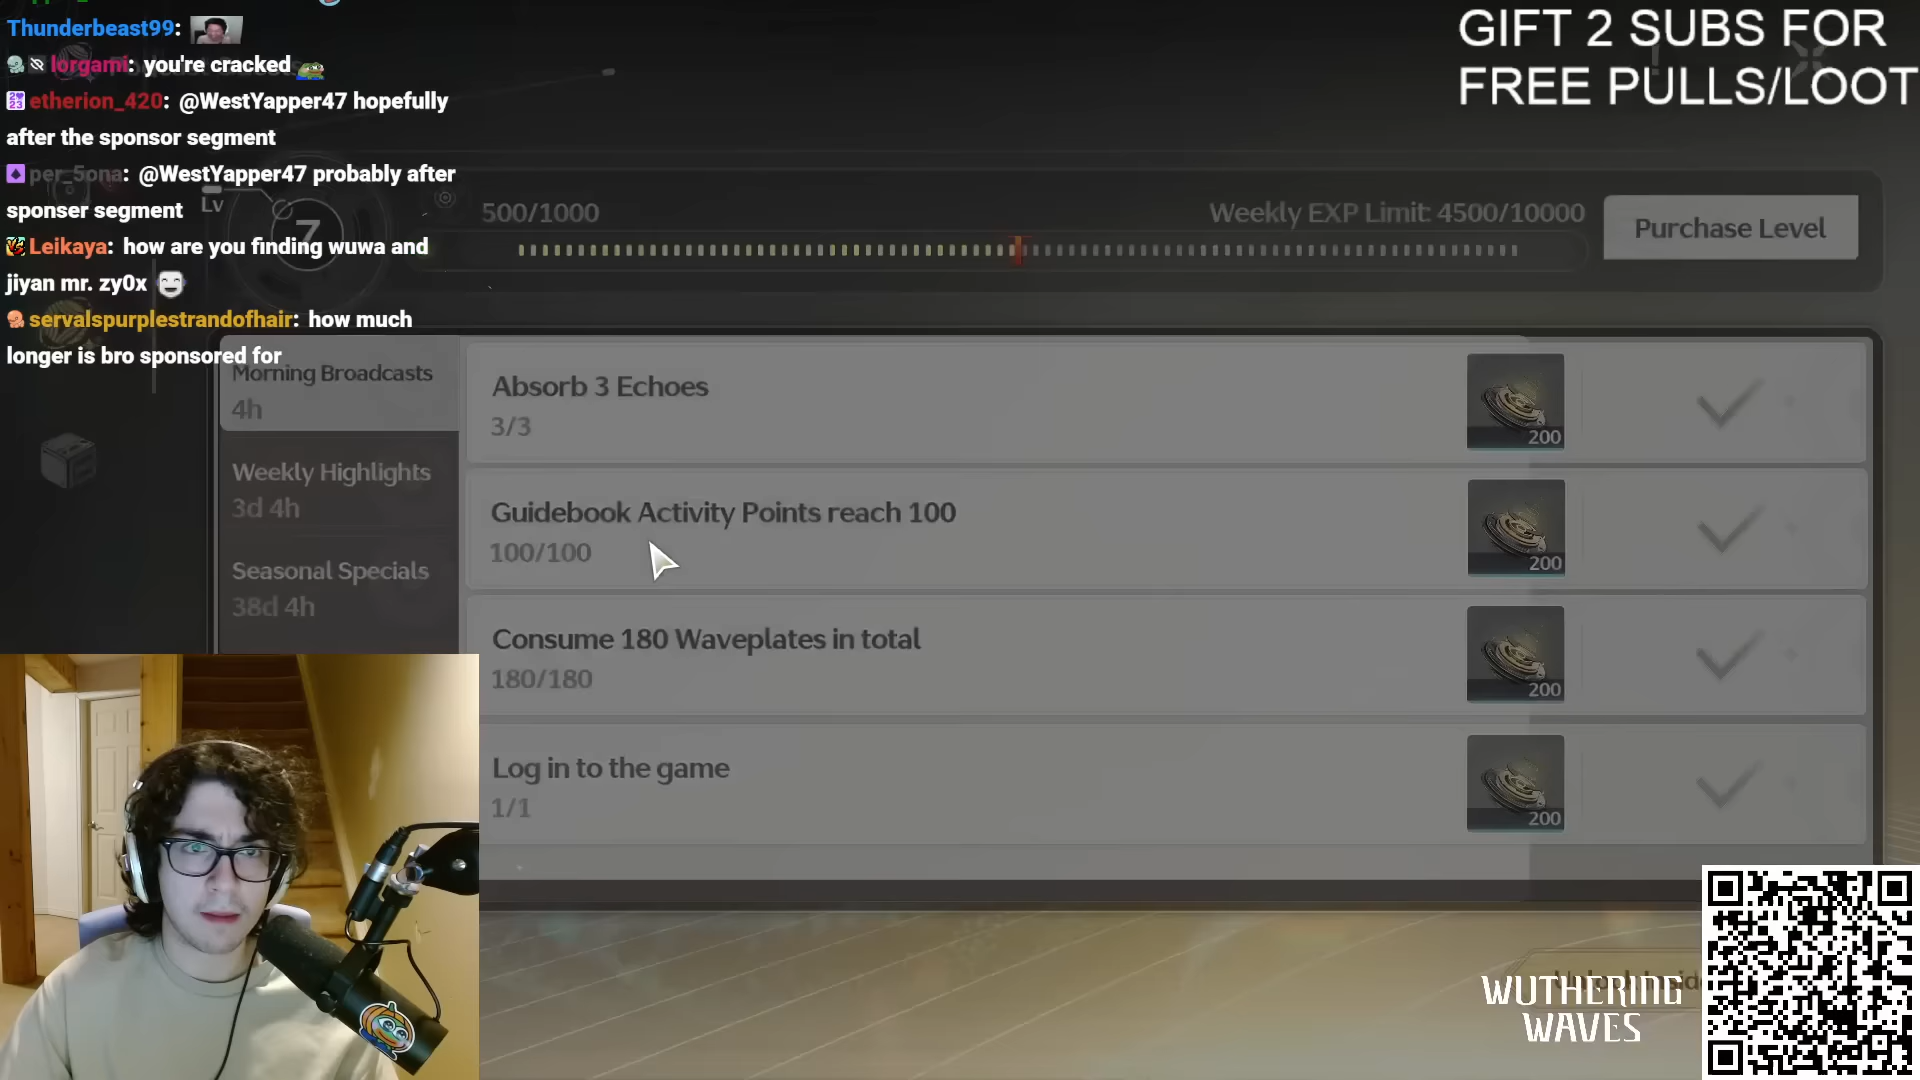 Thunderbeast99:
lorgami: you're cracked
etherion_420: @WestYapper47 hopefully
after the sponsor segment
per_5ona: @WestYapper47 probably after
sponser segment
Leikaya: how are you finding wuwa and
jiyan mr. zy0x
servalspurplestrandofhair: how much
longer is bro sponsored for
GIFT 2 SUBS FOR
FREE PULLS/LOOT
Lv
7
500/1000
Weekly EXP Limit: 4500/10000
Purchase Level
Morning Broadcasts
4h
Weekly Highlights
3d 4h
Seasonal Specials
38d 4h
Absorb 3 Echoes
3/3
200
Guidebook Activity Points reach 100
100/100
200
Consume 180 Waveplates in total
180/180
200
Log in to the game
1/1
200
WUTHERING
WAVES